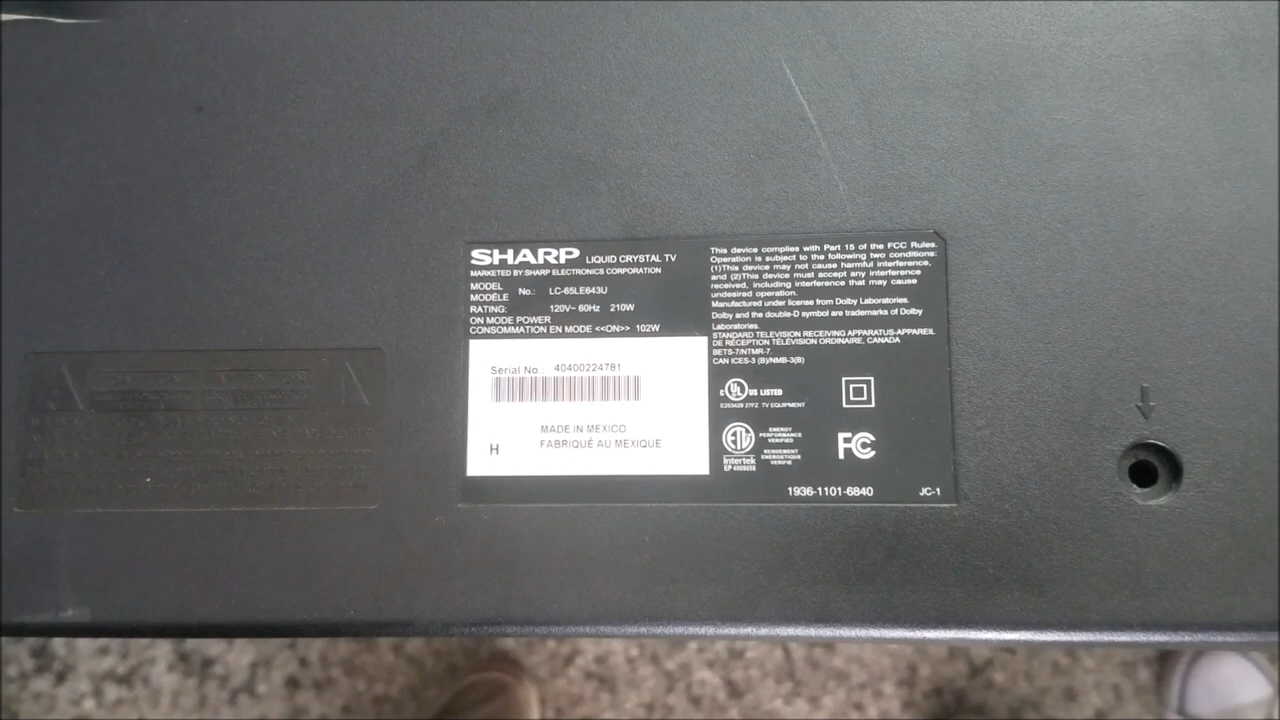 SHARP LIQUID CRYSTAL TV
MARKETED BY:SHARP ELECTRONICS CORPORATION
MODEL
MODÈLE No.: LC-65LE643U
RATING: 120V~ 60Hz 210W
ON MODE POWER
CONSOMMATION EN MODE <<ON>> 102W
Serial No.: 40400224781
MADE IN MEXICO
FABRIQUÉ AU MEXIQUE
H
This device complies with Part 15 of the FCC Rules.
Operation is subject to the following two conditions:
(1)This device may not cause harmful interference,
and (2)This device must accept any interference
received, including interference that may cause
undesired operation.
Manufactured under license from Dolby Laboratories.
Dolby and the double-D symbol are trademarks of Dolby
Laboratories.
STANDARD TELEVISION RECEIVING APPARATUS-APPAREIL
DE RÉCEPTION TÉLÉVISION ORDINAIRE, CANADA
BETS-7/NTMR-7
CAN ICES-3 (B)/NMB-3(B)
C UL US LISTED
E253429 27FZ TV EQUIPMENT
ETL
Intertek
EP 4009058
ENERGY
PERFORMANCE
VERIFIED
RENDEMENT
ENERGETIQUE
VERIFIE
FC
1936-1101-6840 JC-1